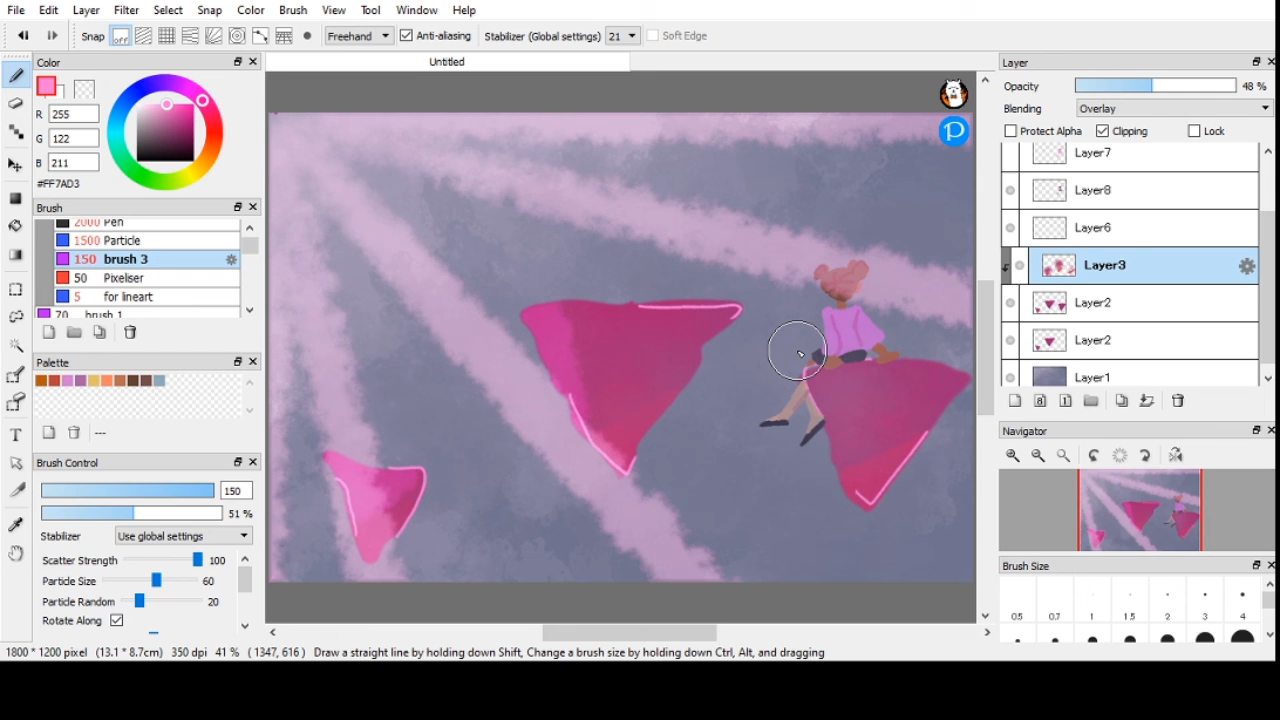 File Edit Layer Filter Select Snap Color Brush View Tool Window Help
Snap off Freehand Anti-aliasing Stabilizer (Global settings) 21 Soft Edge
Color
Untitled
Layer
R 255
G 122
B 211
#FF7AD3
Opacity 48 %
Blending Overlay
Protect Alpha Clipping Lock
Layer7
Layer8
Layer6
Layer3
Layer2
Layer2
Layer1
Brush
2000 Pen
1500 Particle
150 brush 3
50 Pixeliser
5 for lineart
70 brush 1
Palette
---
Brush Control
150
51 %
Stabilizer Use global settings
Scatter Strength 100
Particle Size 60
Particle Random 20
Rotate Along
8 1
Navigator
Brush Size
0.5 0.7 1 1.5 2 3 4
P
1800 * 1200 pixel (13.1 * 8.7cm) 350 dpi 41 % ( 1347, 616 ) Draw a straight line by holding down Shift, Change a brush size by holding down Ctrl, Alt, and dragging